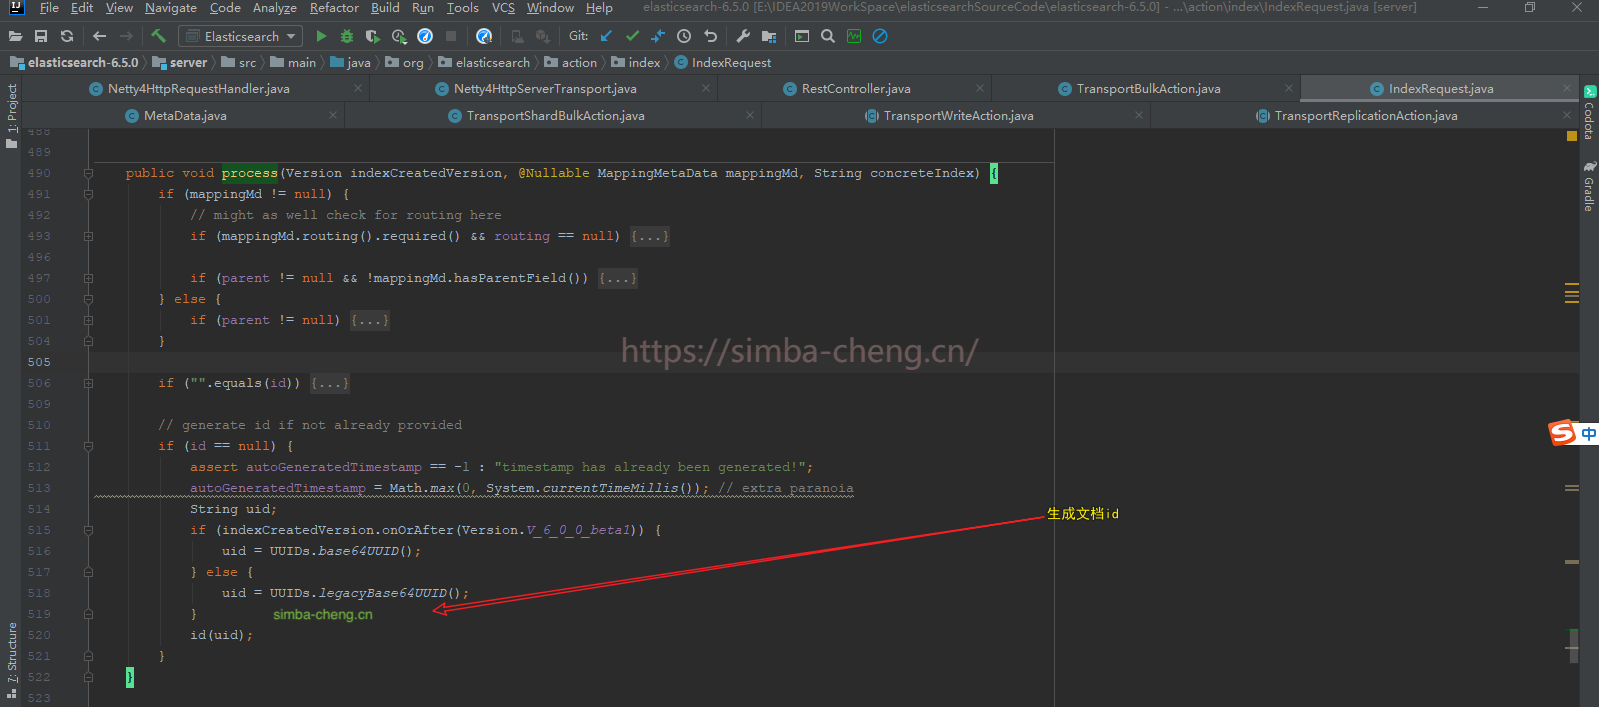 File Edit View Navigate Code Analyze Refactor Build Run Tools VCS Window Help elasticsearch-6.5.0 [E:\IDEA2019WorkSpace\elasticsearchSourceCode\elasticsearch-6.5.0] - ...\action\index\IndexRequest.java [server]
Elasticsearch Git:
elasticsearch-6.5.0 server src main java org elasticsearch action index IndexRequest
Netty4HttpRequestHandler.java Netty4HttpServerTransport.java RestController.java TransportBulkAction.java IndexRequest.java
MetaData.java TransportShardBulkAction.java TransportWriteAction.java TransportReplicationAction.java
1: Project
7: Structure
Codota
Gradle
488
489
490 public void process(Version indexCreatedVersion, @Nullable MappingMetaData mappingMd, String concreteIndex) {
491 if (mappingMd != null) {
492 // might as well check for routing here
493 if (mappingMd.routing().required() && routing == null) {...}
496
497 if (parent != null && !mappingMd.hasParentField()) {...}
500 } else {
501 if (parent != null) {...}
504 }
https://simba-cheng.cn/
505
506 if ("".equals(id)) {...}
509
510 // generate id if not already provided
511 if (id == null) {
512 assert autoGeneratedTimestamp == -1 : "timestamp has already been generated!";
513 autoGeneratedTimestamp = Math.max(0, System.currentTimeMillis()); // extra paranoia
514 String uid;
生成文档id
515 if (indexCreatedVersion.onOrAfter(Version.V_6_0_0_beta1)) {
516 uid = UUIDs.base64UUID();
517 } else {
518 uid = UUIDs.legacyBase64UUID();
519 } simba-cheng.cn
520 id(uid);
521 }
522 }
523
S 中